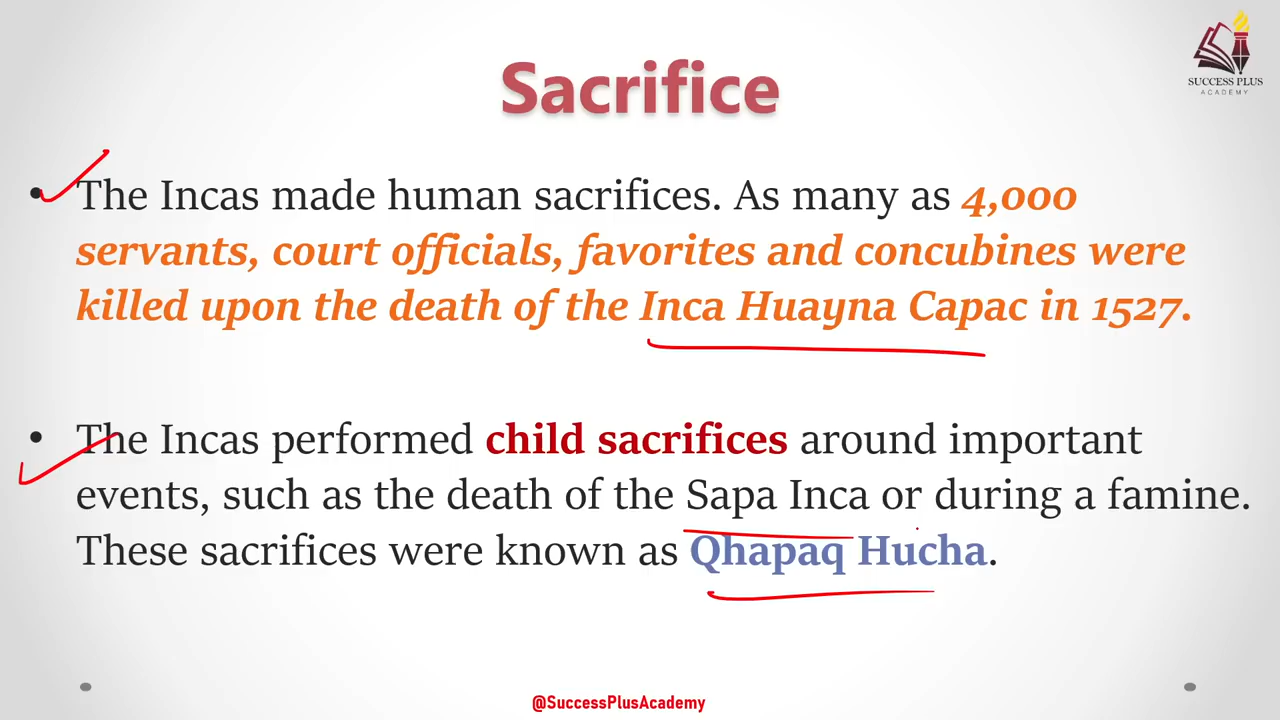 SUCCESS PLUS
ACADEMY
Sacrifice
• The Incas made human sacrifices. As many as 4,000
servants, court officials, favorites and concubines were
killed upon the death of the Inca Huayna Capac in 1527.
• The Incas performed child sacrifices around important
events, such as the death of the Sapa Inca or during a famine.
These sacrifices were known as Qhapaq Hucha.
@SuccessPlusAcademy